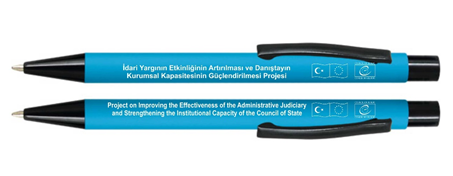 İdari Yargının Etkinliğinin Artırılması ve Danıştayın
Kurumsal Kapasitesinin Güçlendirilmesi Projesi
Project on Improving the Effectiveness of the Administrative Judiciary
and Strengthening the Institutional Capacity of the Council of State